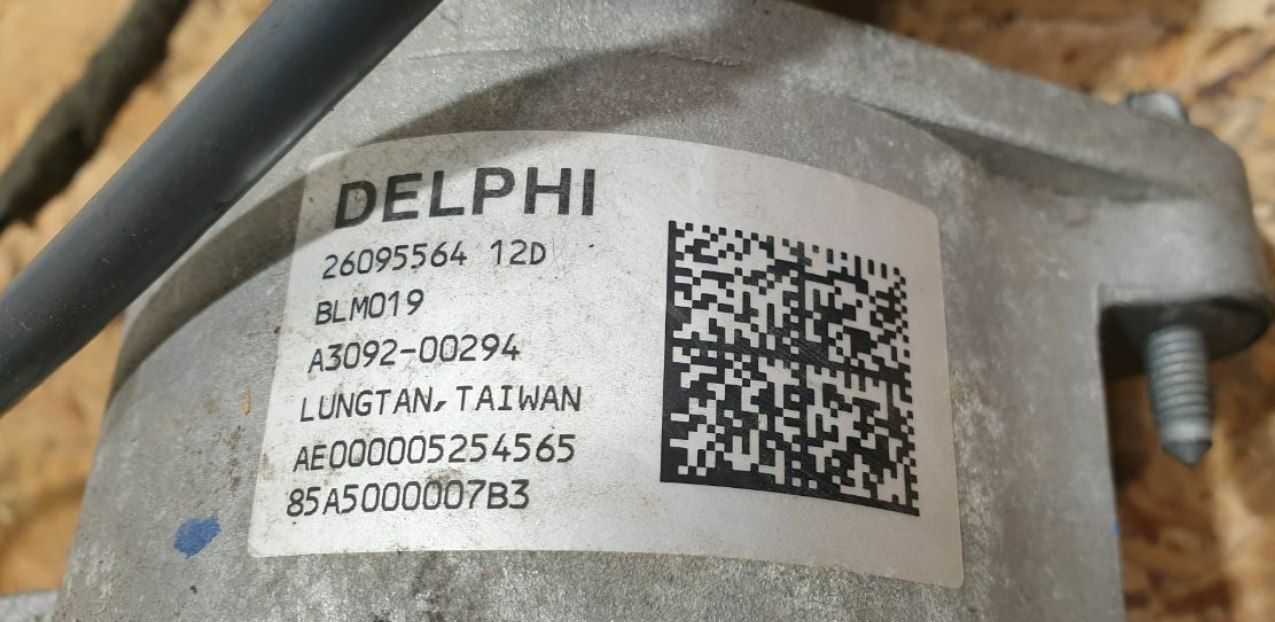 DELPHI
26095564 12D
BLM019
A3092-00294
LUNGTAN, TAIWAN
AE000005254565
85A5000007B3